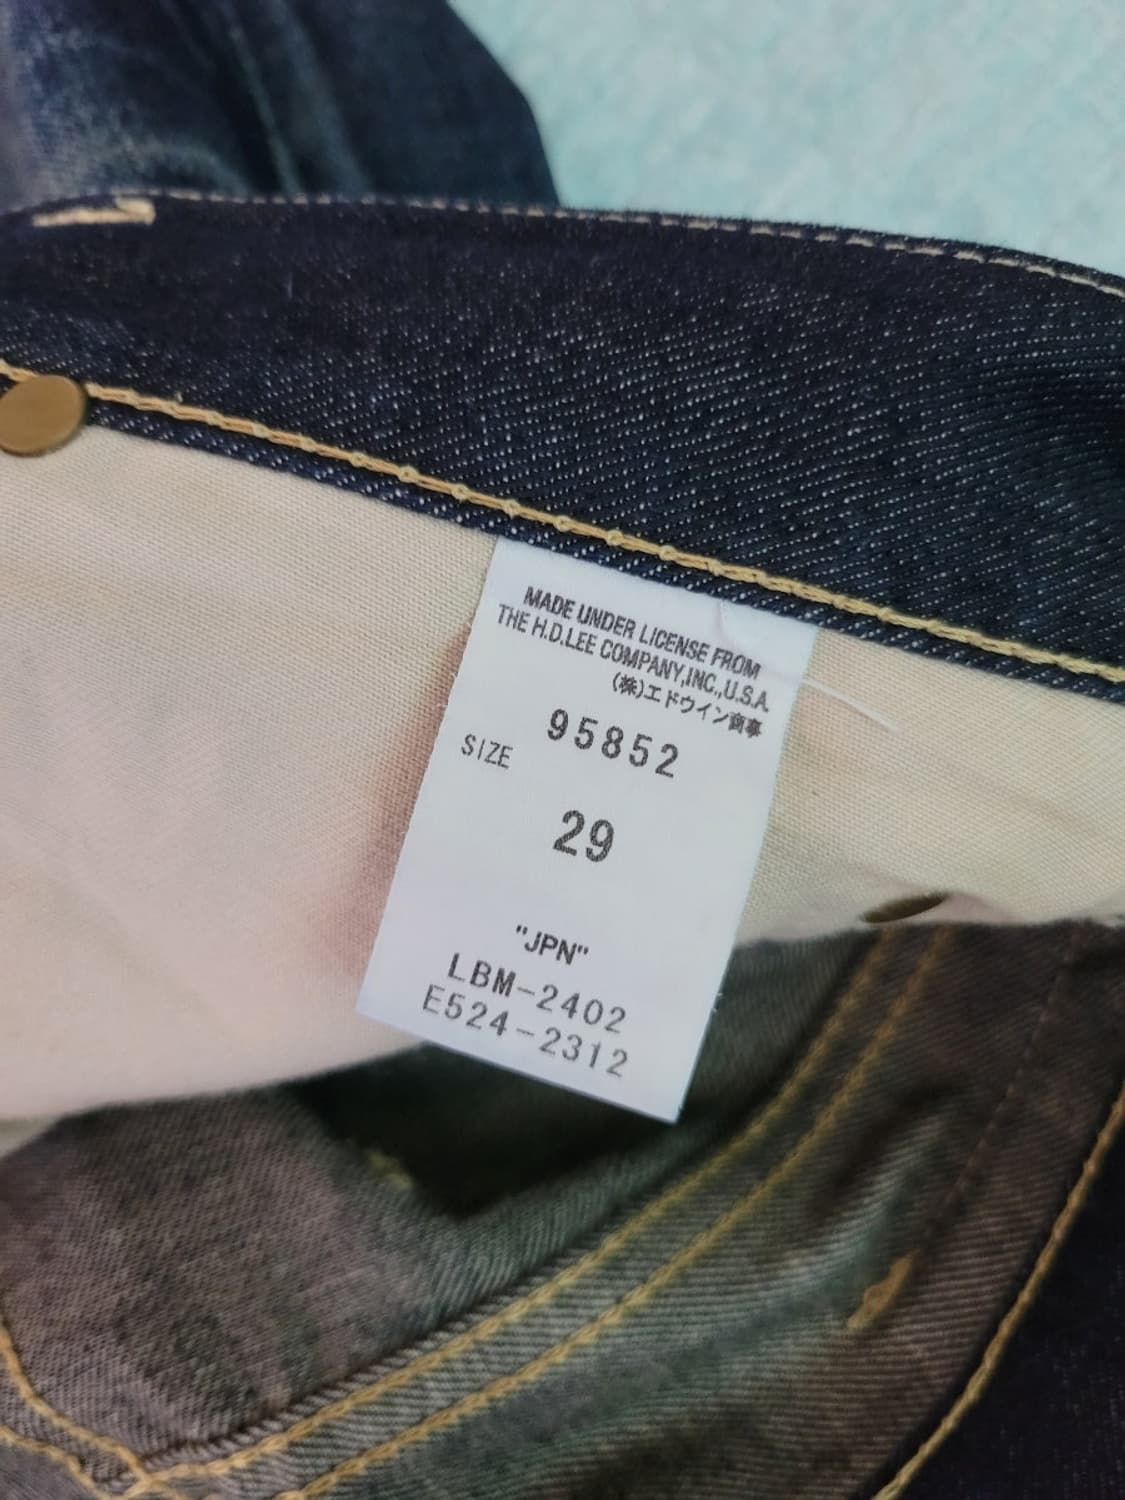 MADE UNDER LICENSE FROM
THE H.D.LEE COMPANY,INC.,U.S.A.
(株)エドウイン商事
95852
SIZE
29
"JPN"
LBM-2402
E524-2312